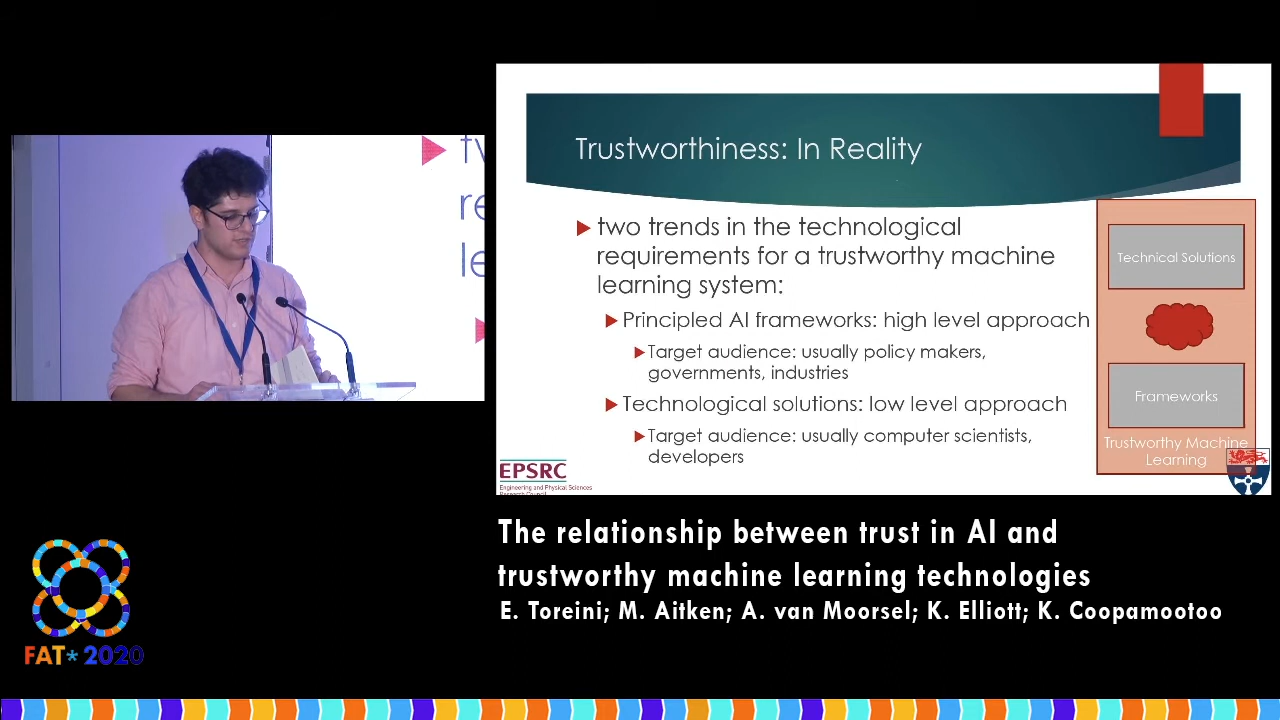 Trustworthiness: In Reality
two trends in the technological
requirements for a trustworthy machine
learning system:
Principled AI frameworks: high level approach
Target audience: usually policy makers,
governments, industries
Technological solutions: low level approach
Target audience: usually computer scientists,
developers
Technical Solutions
Frameworks
Trustworthy Machine
Learning
EPSRC
Engineering and Physical Sciences
Research Council
The relationship between trust in AI and
trustworthy machine learning technologies
E. Toreini; M. Aitken; A. van Moorsel; K. Elliott; K. Coopamootoo
FAT* 2020